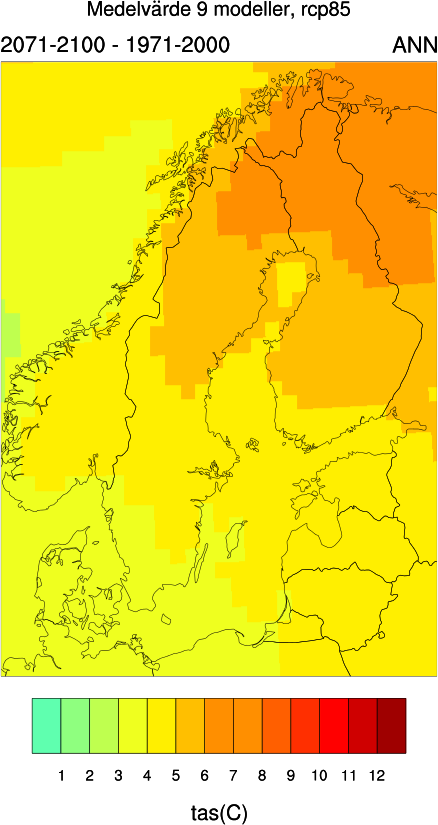 Medelvärde 9 modeller, rcp85
2071-2100 - 1971-2000 ANN
1 2 3 4 5 6 7 8 9 10 11 12
tas(C)